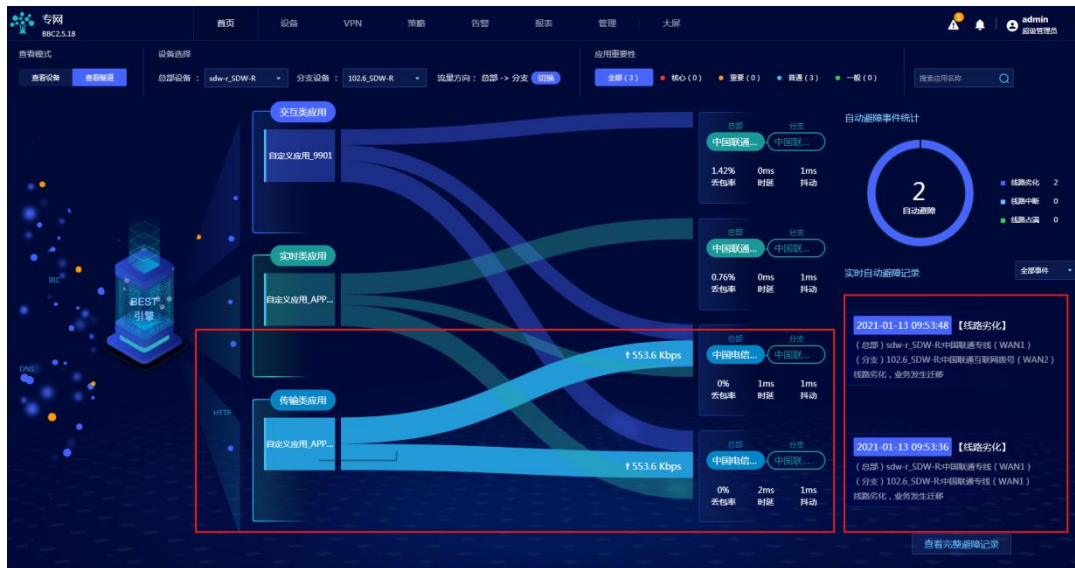 专网
BBC2.5.18
首页 设备 VPN 策略 告警 报表 管理 大屏
admin
超级管理员
查看模式
查看设备 查看隧道
设备选择
总部设备 : sdw-r_SDW-R 分支设备 : 102.6_SDW-R 流量方向 : 总部 -> 分支 切换
应用重要性
全部 ( 3 ) 核心 ( 0 ) 重要 ( 0 ) 普通 ( 3 ) 一般 ( 0 )
搜索应用名称
IRC
DNS
HTTP
BEST
引擎
交互类应用
自定义应用_9901
实时类应用
自定义应用_APP...
传输类应用
自定义应用_APP...
553.6 Kbps
553.6 Kbps
总部 分支
中国联通... 中国联...
1.42% 0ms 1ms
丢包率 时延 抖动
总部 分支
中国联通... 中国联...
0.76% 0ms 1ms
丢包率 时延 抖动
总部 分支
中国电信... 中国联...
0% 1ms 1ms
丢包率 时延 抖动
总部 分支
中国电信... 中国联...
0% 2ms 1ms
丢包率 时延 抖动
自动避障事件统计
2
自动避障
线路劣化 2
线路中断 0
线路占满 0
实时自动避障记录
全部事件
2021-01-13 09:53:48 【线路劣化】
( 总部 ) sdw-r_SDW-R:中国联通专线 ( WAN1 )
( 分支 ) 102.6_SDW-R:中国联通互联网拨号 ( WAN2 )
线路劣化 , 业务发生迁移
2021-01-13 09:53:36 【线路劣化】
( 总部 ) sdw-r_SDW-R:中国联通专线 ( WAN1 )
( 分支 ) 102.6_SDW-R:中国联通专线 ( WAN1 )
线路劣化 , 业务发生迁移
查看完整避障记录